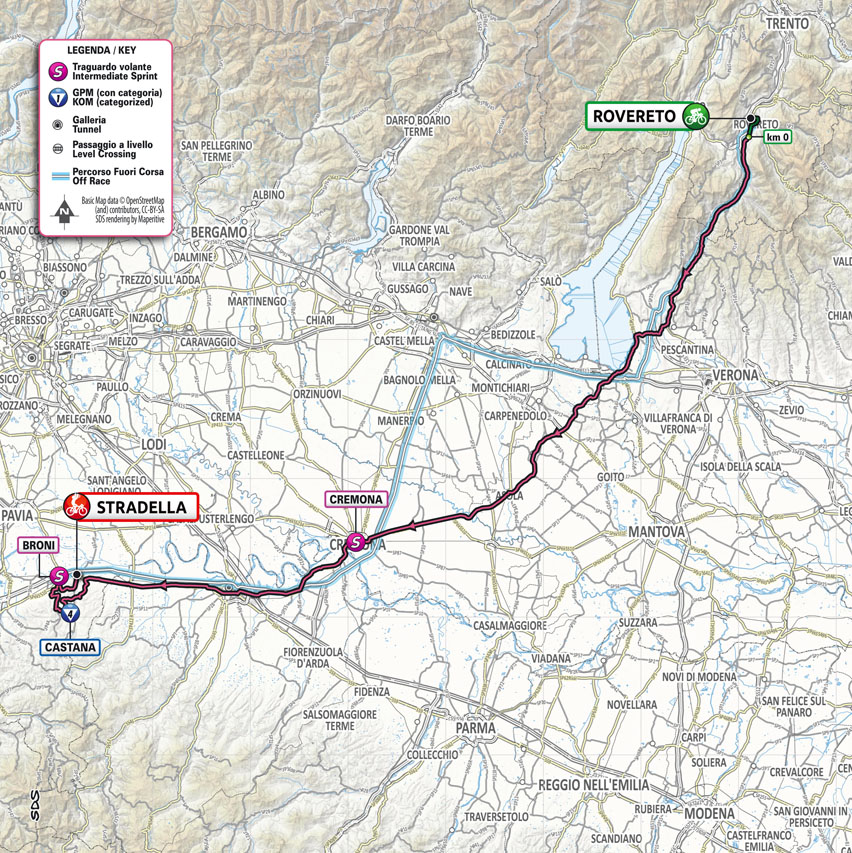 LEGENDA / KEY
S
Traguardo volante
Intermediate Sprint
GPM (con categoria)
KOM (categorized)
Galleria
Tunnel
Passaggio a livello
Level Crossing
Percorso Fuori Corsa
Off Race
N
Basic Map data © OpenStreetMap
(and) contributors, CC-BY-SA
SDS rendering by Maperitive
TRENTO
ROVERETO
km 0
DARFO BOARIO
TERME
SAN PELLEGRINO
TERME
ALBINO
BERGAMO
DALMINE
GARDONE VAL
TROMPIA
VILLA CARCINA
BIASSONO
TREZZO SULL'ADDA
CARUGATE
MARTINENGO
GUSSAGO
NAVE
SALÒ
BRESSO
INZAGO
CHIARI
SEGRATE
MELZO
CARAVAGGIO
CASTEL MELLA
BEDIZZOLE
PESCANTINA
CALCINATO
VERONA
PAULLO
ORZINUOVI
BAGNOLO MELLA
MONTICHIARI
ROZZANO
MELEGNANO
CREMA
MANERBIO
CARPENEDOLO
VILLAFRANCA DI
VERONA
ZEVIO
LODI
CASTELLEONE
ISOLA DELLA SCALA
SANT'ANGELO
LODIGIANO
GOITO
PAVIA
STRADELLA
USTERLENGO
CREMONA
S
MANTOVA
BRONI
S
4
CASTANA
CASALMAGGIORE
SUZZARA
FIORENZUOLA
D'ARDA
VIADANA
NOVI DI MODENA
FIDENZA
NOVELLARA
SAN FELICE SUL
PANARO
SALSOMAGGIORE
TERME
PARMA
CARPI
COLLECCHIO
SOLIERA
CREVALCORE
REGGIO NELL'EMILIA
SDS
TRAVERSETOLO
RUBIERA
MODENA
SAN GIOVANNI IN
PERSICETO
SCANDIANO
CASTELFRANCO
EMILIA